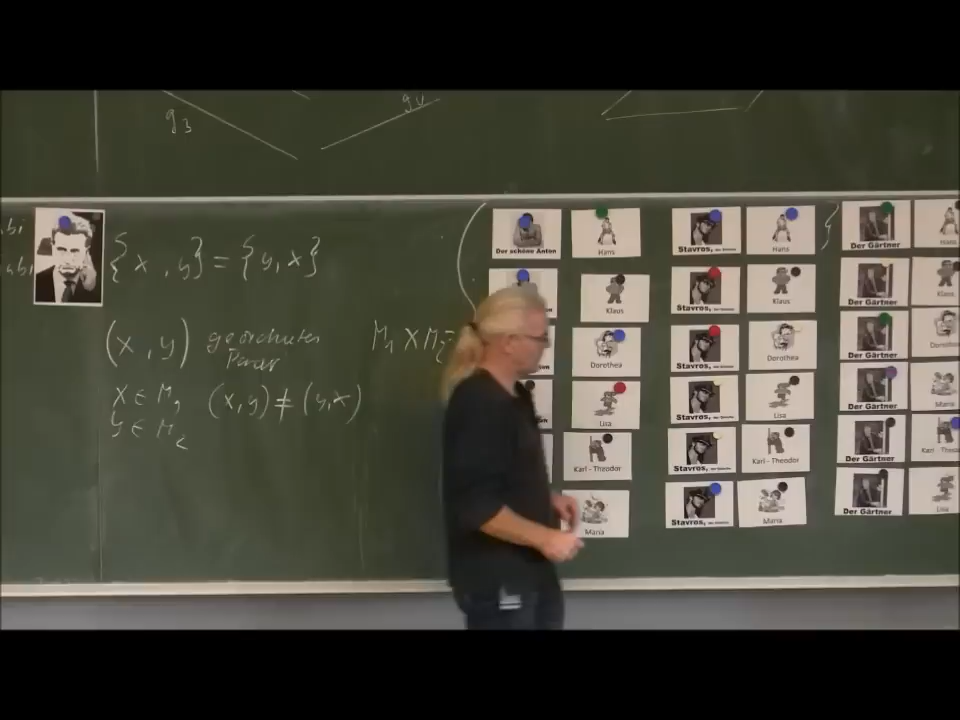 g₃
g₄
{x, y} = {y, x}
(x, y) geordnetes
Paar
x ∈ M₁
y ∈ M₂
(x, y) ≠ (y, x)
M₁ × M₂ =
Der schöne Anton
Hans
Stavros,
Hans
Der Gärtner
Hans
Klaus
Stavros,
Klaus
Der Gärtner
Klaus
Dorothea
Stavros,
Dorothea
Der Gärtner
Lisa
Stavros,
Lisa
Der Gärtner
Maria
Karl - Theodor
Stavros,
Karl - Theodor
Der Gärtner
Maria
Stavros,
Maria
Der Gärtner
Lisa